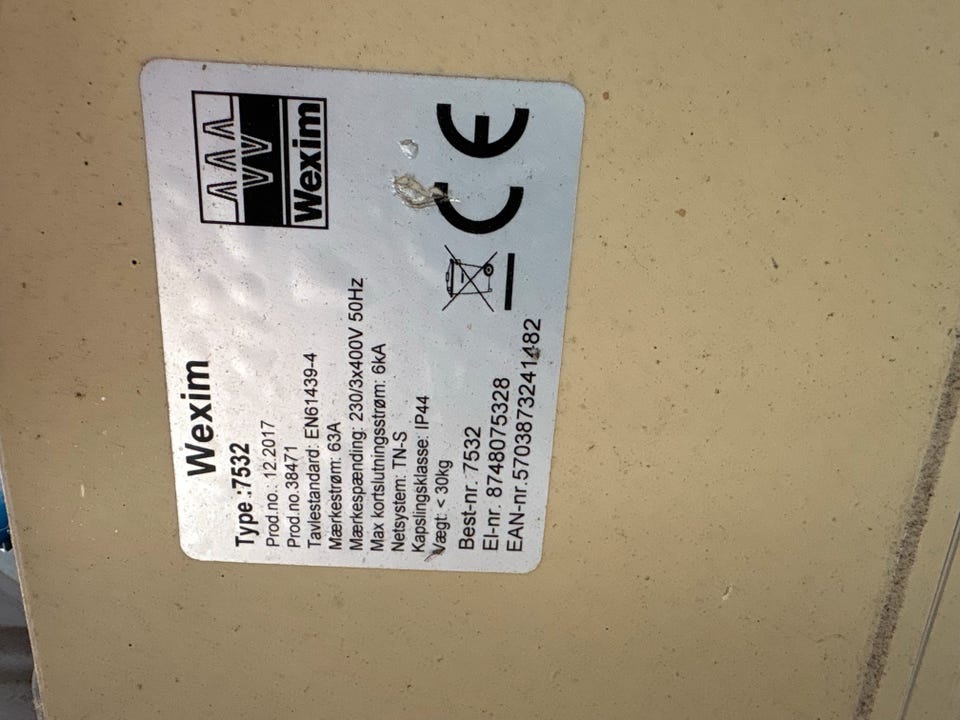 Wexim
Wexim
Type :7532
Prod.no.: 12.2017
Prod.no.38471
Tavlestandard: EN61439-4
Mærkestrøm: 63A
Mærkespænding: 230/3x400V 50Hz
Max kortslutningsstrøm: 6kA
Netsystem: TN-S
Kapslingsklasse: IP44
Vægt: < 30kg
Best-nr. 7532
El-nr. 8748075328
EAN-nr.5703873241482
CE